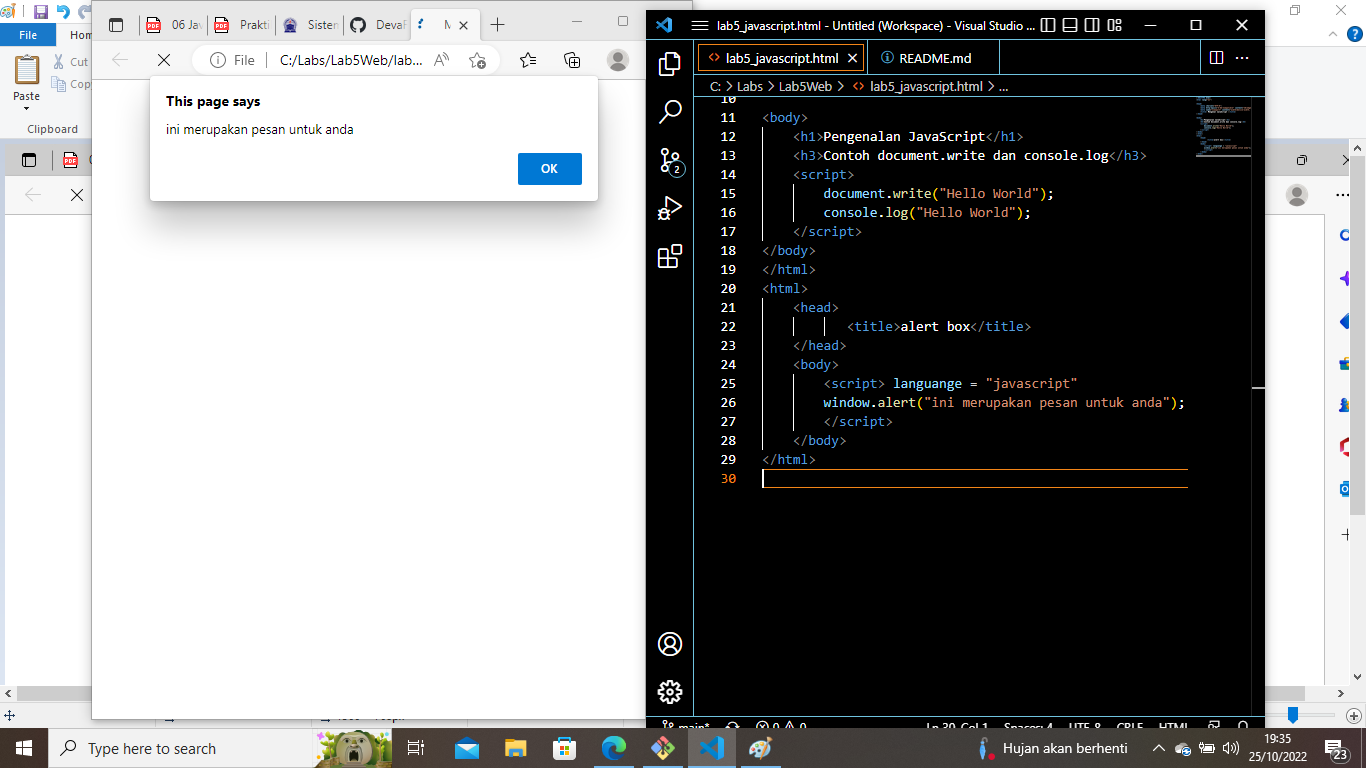 File
Hom
Cut
Copy
Paste
Clipboard
06 Ja
Prakti
Sisten
Deva
M
File
C:/Labs/Lab5Web/lab...
This page says
ini merupakan pesan untuk anda
OK
lab5_javascript.html - Untitled (Workspace) - Visual Studio ...
lab5_javascript.html
README.md
C: > Labs > Lab5Web > lab5_javascript.html > ...
10
11 <body>
12 <h1>Pengenalan JavaScript</h1>
13 <h3>Contoh document.write dan console.log</h3>
14 <script>
15 document.write("Hello World");
16 console.log("Hello World");
17 </script>
18 </body>
19 </html>
20 <html>
21 <head>
22 <title>alert box</title>
23 </head>
24 <body>
25 <script> languange = "javascript"
26 window.alert("ini merupakan pesan untuk anda");
27 </script>
28 </body>
29 </html>
30
2
main*
0 0
Ln 30, Col 1
Spaces: 4
UTF-8
CRLF
HTML
Type here to search
Hujan akan berhenti
19:35
25/10/2022
23